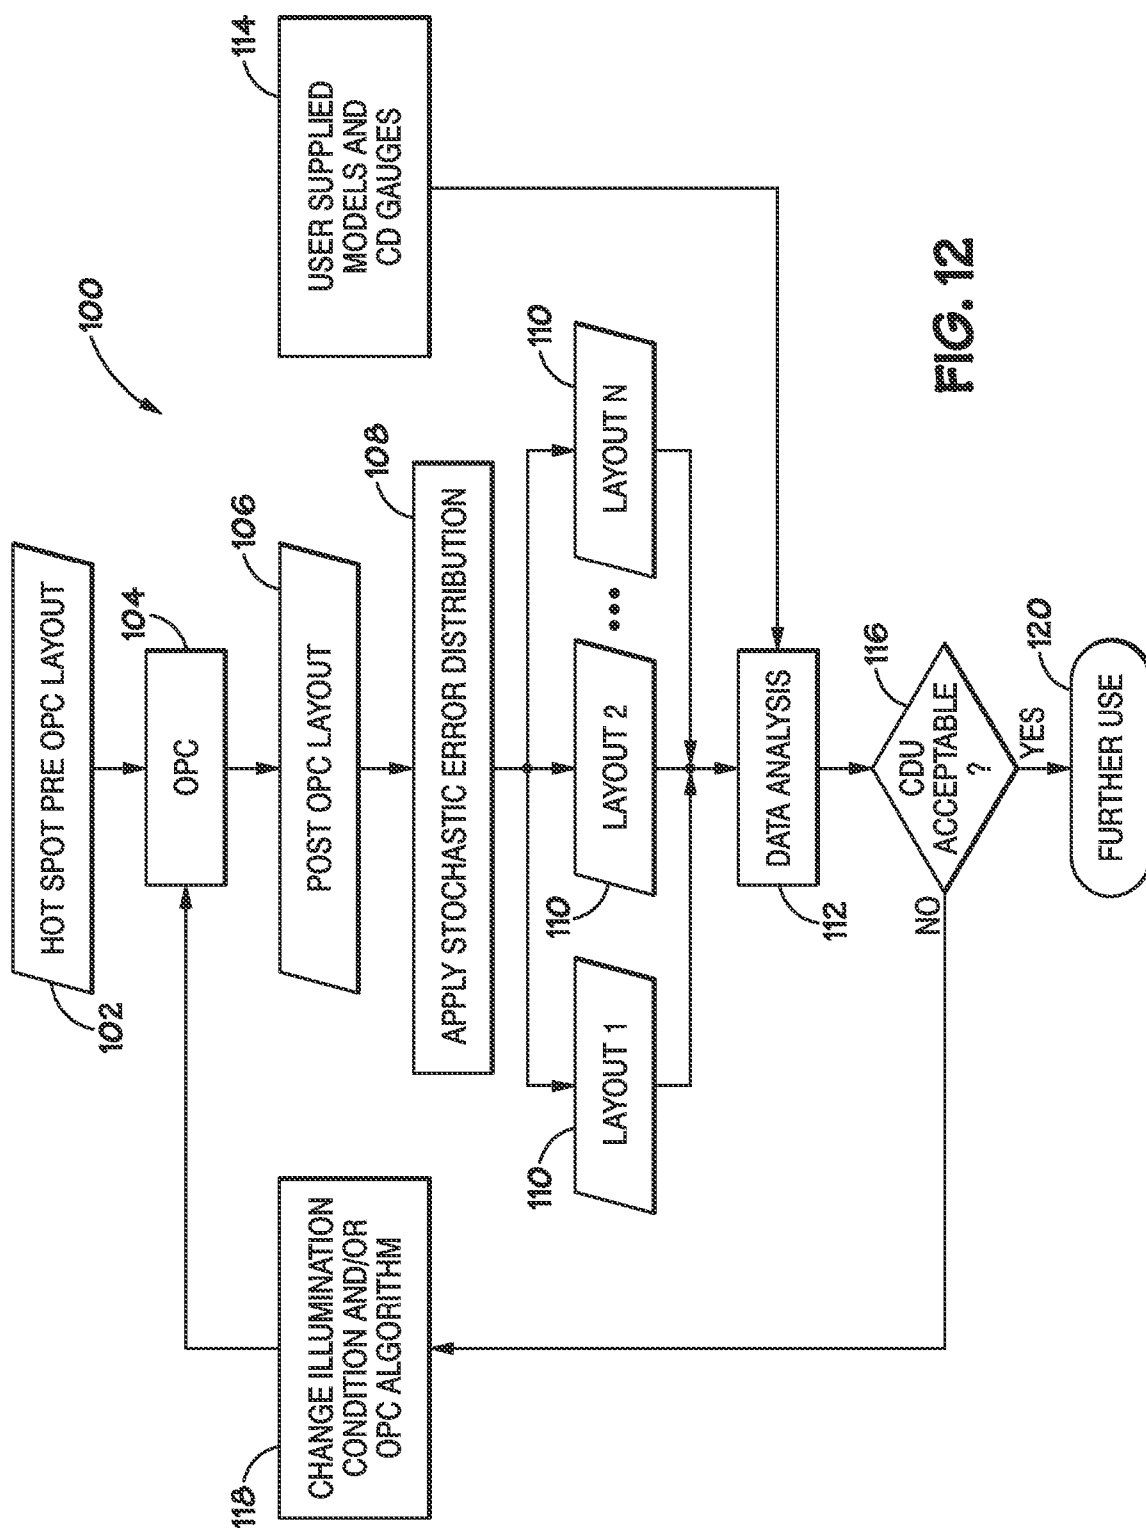 100
HOT SPOT PRE OPC LAYOUT
102
OPC
104
POST OPC LAYOUT
106
APPLY STOCHASTIC ERROR DISTRIBUTION
108
CHANGE ILLUMINATION
CONDITION AND/OR
OPC ALGORITHM
118
USER SUPPLIED
MODELS AND
CD GAUGES
114
LAYOUT 1
110
LAYOUT 2
110
LAYOUT N
110
DATA ANALYSIS
112
CDU
ACCEPTABLE
?
116
NO
YES
FURTHER USE
120
FIG. 12